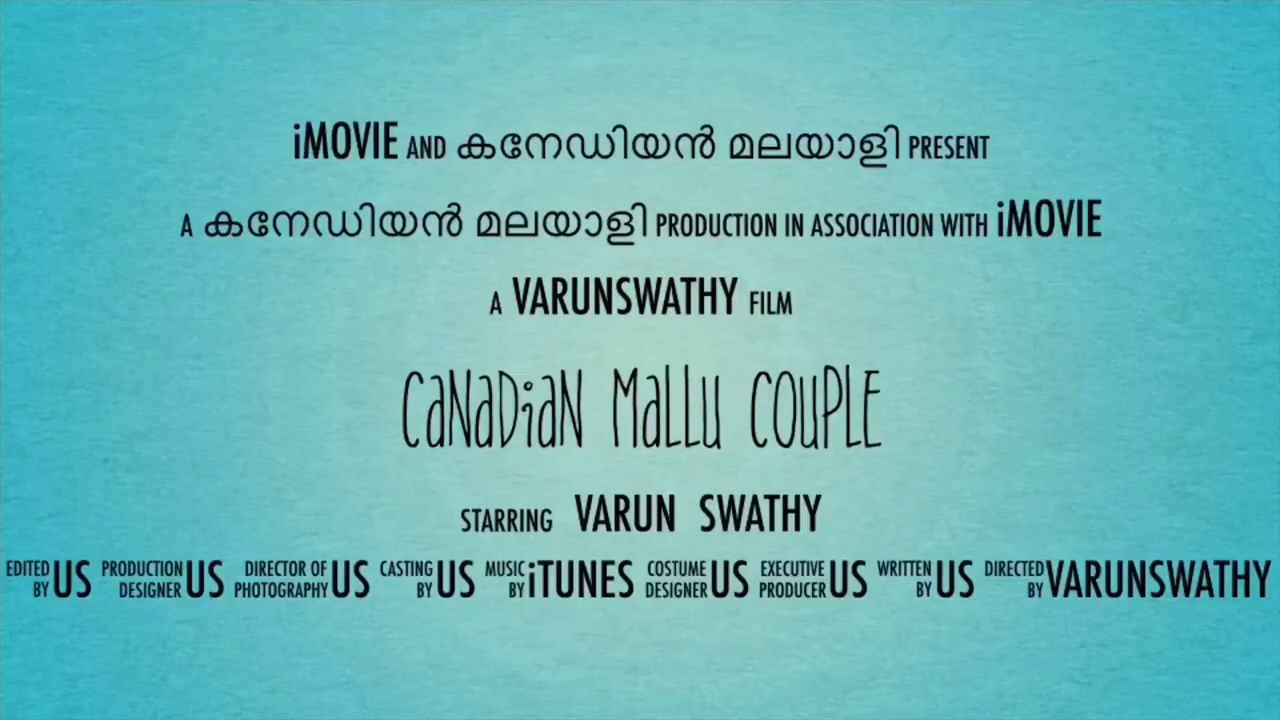 iMOVIE AND കനേഡിയൻ മലയാളി PRESENT
A കനേഡിയൻ മലയാളി PRODUCTION IN ASSOCIATION WITH iMOVIE
A VARUNSWATHY FILM
CANADIAN MALLU COUPLE
STARRING VARUN SWATHY
EDITED BY US PRODUCTION DESIGNER US DIRECTOR OF PHOTOGRAPHY US CASTING BY US MUSIC BY iTUNES COSTUME DESIGNER US EXECUTIVE PRODUCER US WRITTEN BY US DIRECTED BY VARUNSWATHY